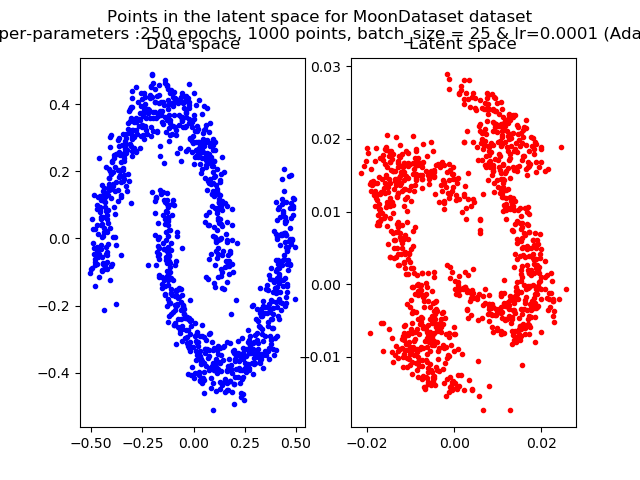 Points in the latent space for MoonDataset dataset
per-parameters :250 epochs, 1000 points, batch_size = 25 & lr=0.0001 (Ada
Data space
Latent space
0.4
0.2
0.0
−0.2
−0.4
−0.50 −0.25 0.00 0.25 0.50
0.03
0.02
0.01
0.00
−0.01
−0.02 0.00 0.02